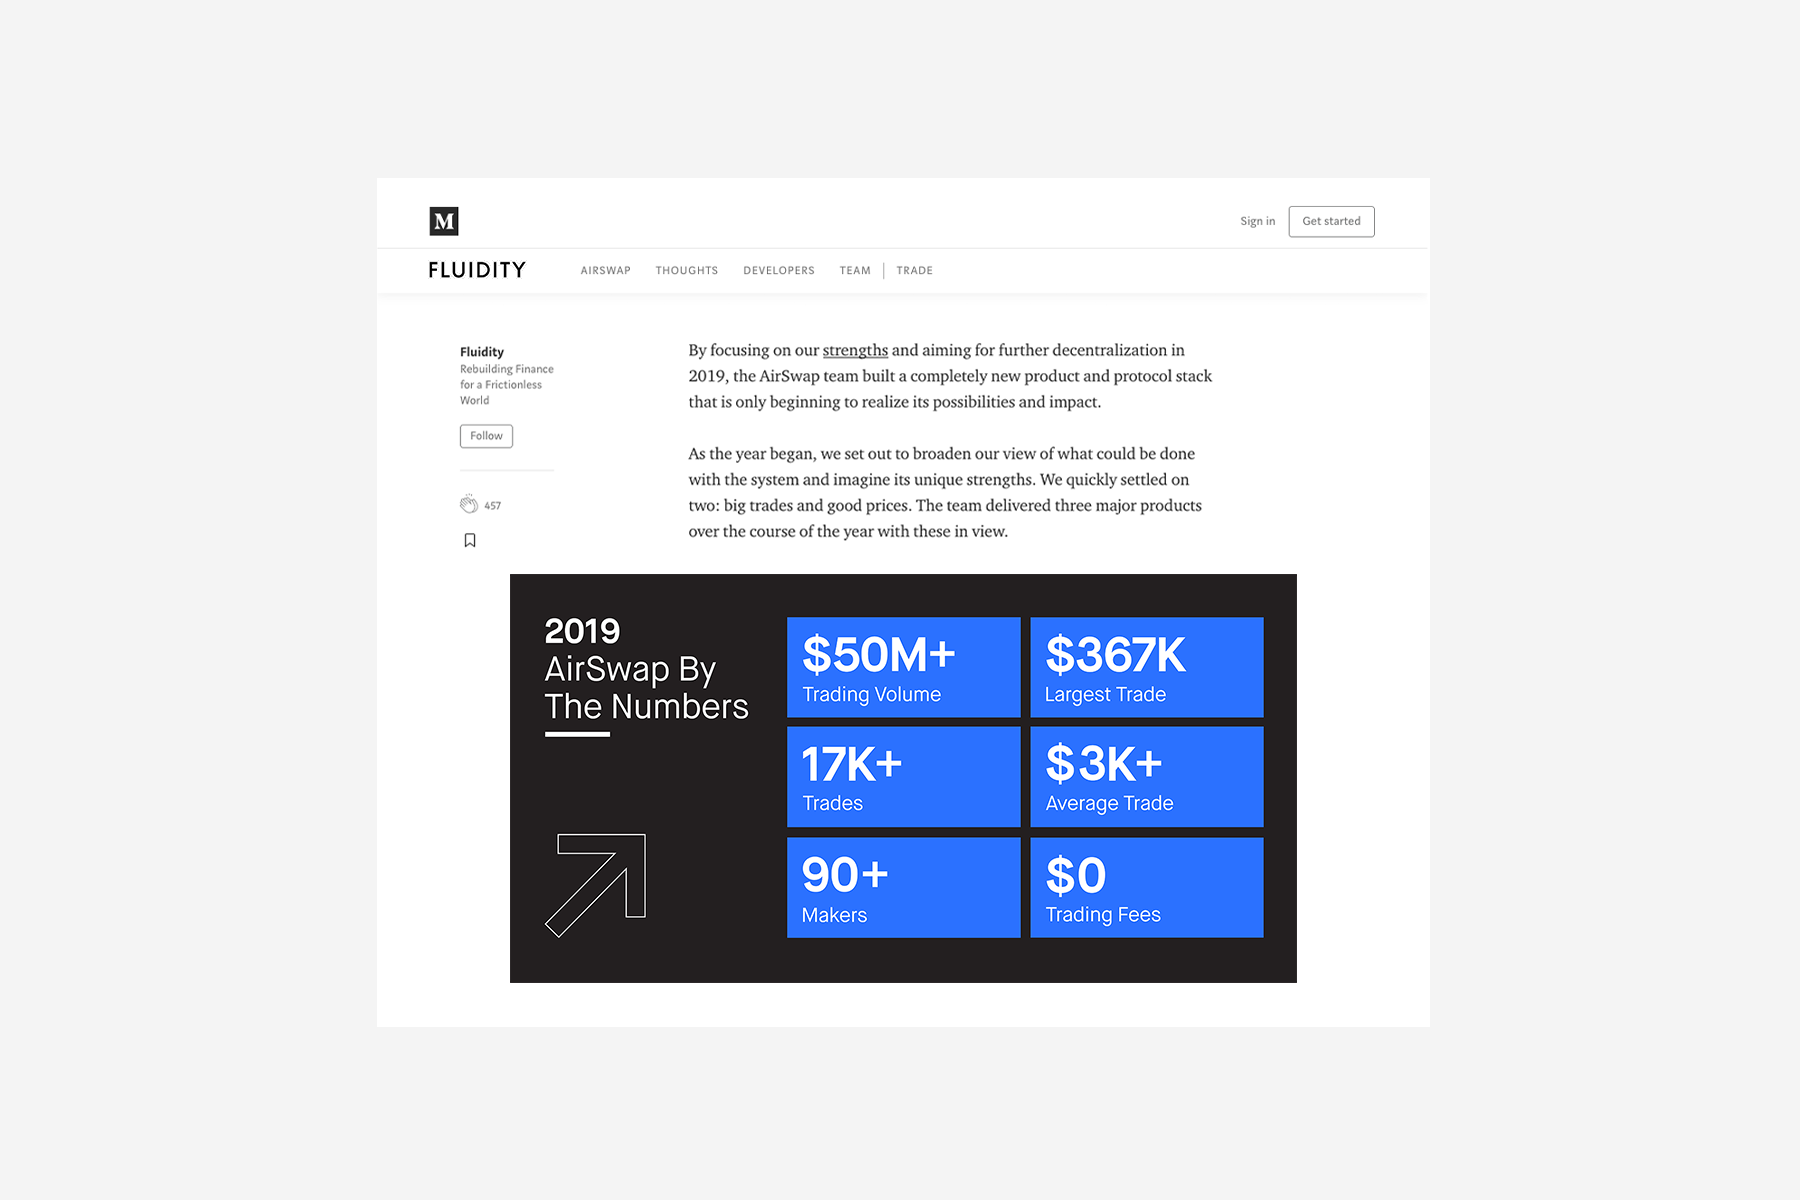 M
Sign in
Get started
FLUIDITY
AIRSWAP
THOUGHTS
DEVELOPERS
TEAM
TRADE
Fluidity
Rebuilding Finance
for a Frictionless
World
Follow
457
By focusing on our strengths and aiming for further decentralization in
2019, the AirSwap team built a completely new product and protocol stack
that is only beginning to realize its possibilities and impact.
As the year began, we set out to broaden our view of what could be done
with the system and imagine its unique strengths. We quickly settled on
two: big trades and good prices. The team delivered three major products
over the course of the year with these in view.
2019
AirSwap By
The Numbers
$50M+
Trading Volume
$367K
Largest Trade
17K+
Trades
$3K+
Average Trade
90+
Makers
$0
Trading Fees